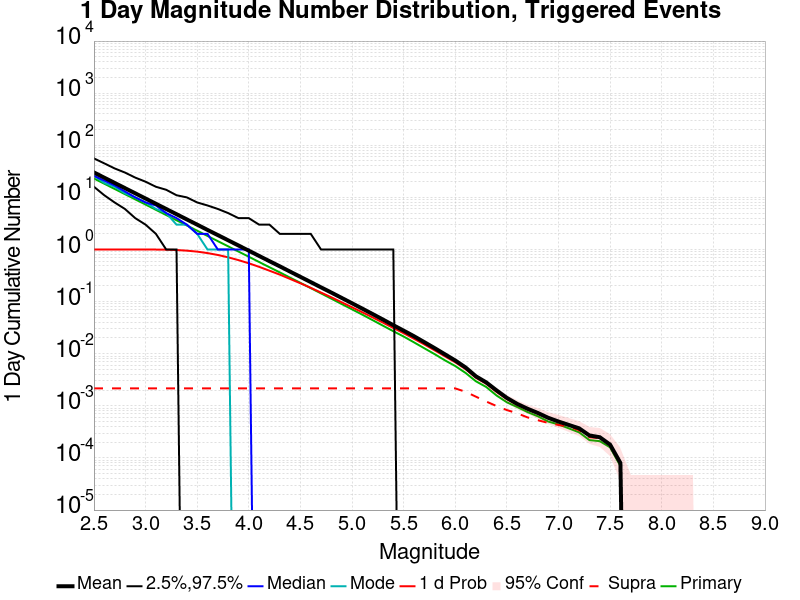 1 Day Magnitude Number Distribution, Triggered Events
10 4
10 3
10 2
10 1
10 0
10 -1
10 -2
10 -3
10 -4
10 -5
1 Day Cumulative Number
2.5 3.0 3.5 4.0 4.5 5.0 5.5 6.0 6.5 7.0 7.5 8.0 8.5 9.0
Magnitude
Mean 2.5%,97.5% Median Mode 1 d Prob 95% Conf Supra Primary